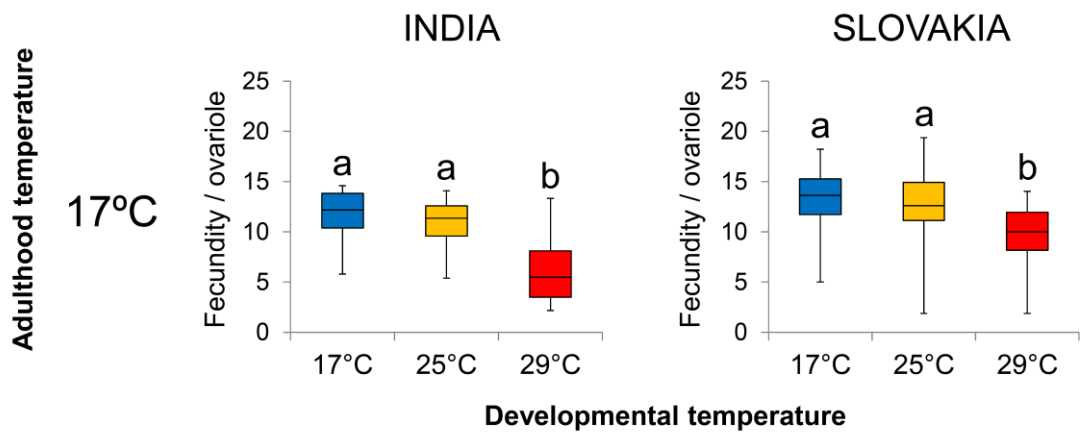 INDIA
SLOVAKIA
Adulthood temperature
17ºC
Fecundity / ovariole
25
20
15
10
5
0
a
a
b
17°C
25°C
29°C
Fecundity / ovariole
25
20
15
10
5
0
a
a
b
17°C
25°C
29°C
Developmental temperature